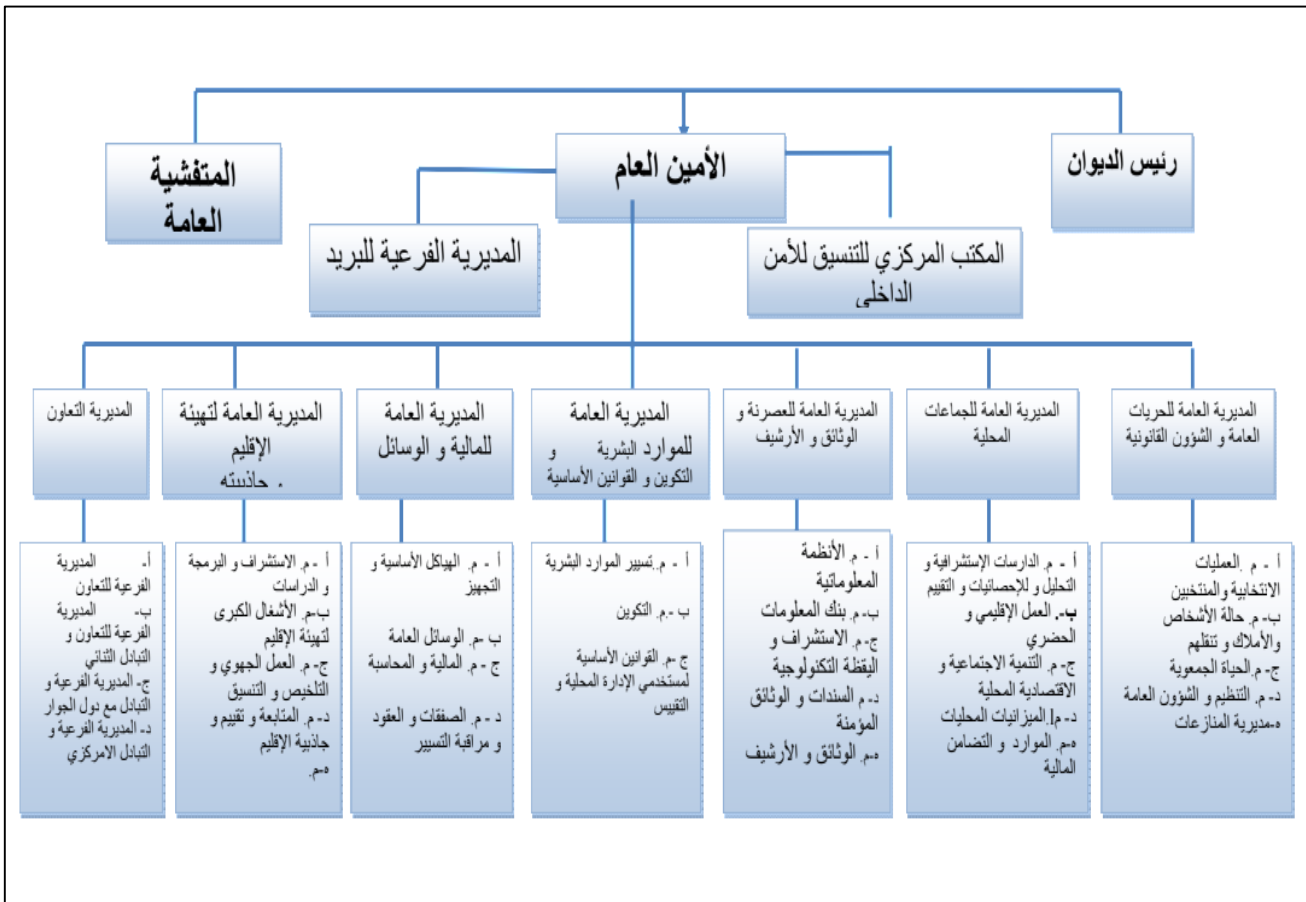 رئيس الديوان
الأمين العام
المتفشية
العامة
المكتب المركزي للتنسيق للأمن
الداخلي
المديرية الفرعية للبريد
المديرية العامة للحريات
العامة و الشؤون القانونية
المديرية العامة للجماعات
المحلية
المديرية العامة للعصرنة و
الوثائق و الأرشيف
المديرية العامة
للموارد البشرية و
التكوين و القوانين الأساسية
المديرية العامة
للمالية و الوسائل
المديرية العامة لتهيئة
الإقليم
و جاذبيته
المديرية التعاون
أ - م .العمليات
الانتخابية والمنتخبين
ب-م. حالة الأشخاص
والأملاك و تنقلهم
ج-م.الحياة الجمعوية
د-م.التنظيم و الشؤون العامة
ه-مديرية المنازعات
أ - م. الدارسات الإستشرافية و
التحليل و للإحصائيات و التقييم
ب-. العمل الإقليمي و
الحضري
ج-م. التنمية الاجتماعية و
الاقتصادية المحلية
د-م.ا.الميزانيات المحليات
ه-م. الموارد و التضامن
المالية
أ - م. الأنظمة
المعلوماتية
ب-م. بنك المعلومات
ج-م. الاستشراف و
اليقظة التكنولوجية
د-م السندات و الوثائق
المؤمنة
ه-م. الوثائق و الأرشيف
أ - م..تسيير الموارد البشرية
ب -.م. التكوين
ج -م. القوانين الأساسية
لمستخدمي الإدارة المحلية و
التقييس
أ - م. الهياكل الأساسية و
التجهيز
ب -م. الوسائل العامة
ج - م. المالية و المحاسبة
د - م. الصفقات و العقود
و مراقبة التسيير
أ - م. الاستشراف و البرمجة
و الدراسات
ب-م. الأشغال الكبرى
لتهيئة الإقليم
ج- م. العمل الجهوي و
التلخيص و التنسيق
د-م. المتابعة و تقييم و
جاذبية الإقليم
ه-م.
أ- المديرية
الفرعية للتعاون
ب- المديرية
الفرعية للتعاون و
التبادل الثنائي
ج- المديرية الفرعية و
التبادل مع دول الجوار
د- المديرية الفرعية و
التبادل الامركزي